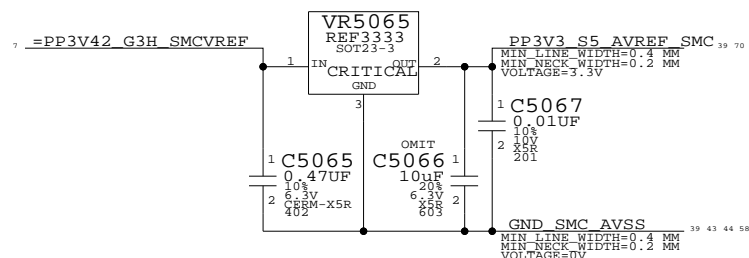 VR5065
REF3333
SOT23-3
7 =PP3V42_G3H_SMCVREF
PP3V3_S5_AVREF_SMC 39 70
MIN_LINE_WIDTH=0.4 MM
MIN_NECK_WIDTH=0.2 MM
VOLTAGE=3.3V
1 IN OUT 2
CRITICAL
GND
3
1 C5067
0.01UF
10%
10V
2 X5R
201
OMIT
1 C5065
0.47UF
10%
6.3V
2 CERM-X5R
402
C5066 1
10uF
20%
6.3V
X5R 2
603
GND_SMC_AVSS 39 43 44 58
MIN_LINE_WIDTH=0.4 MM
MIN_NECK_WIDTH=0.2 MM
VOLTAGE=0V